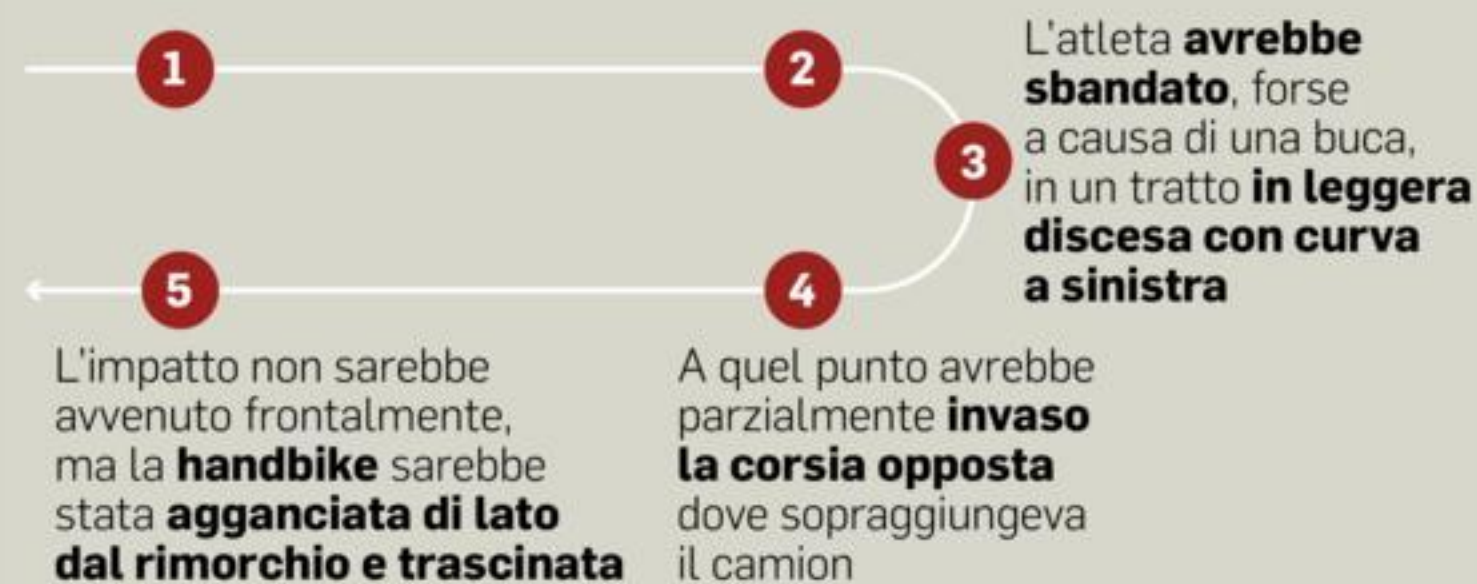 1
2
3
L'atleta avrebbe
sbandato, forse
a causa di una buca,
in un tratto in leggera
discesa con curva
a sinistra
4
A quel punto avrebbe
parzialmente invaso
la corsia opposta
dove sopraggiungeva
il camion
5
L'impatto non sarebbe
avvenuto frontalmente,
ma la handbike sarebbe
stata agganciata di lato
dal rimorchio e trascinata